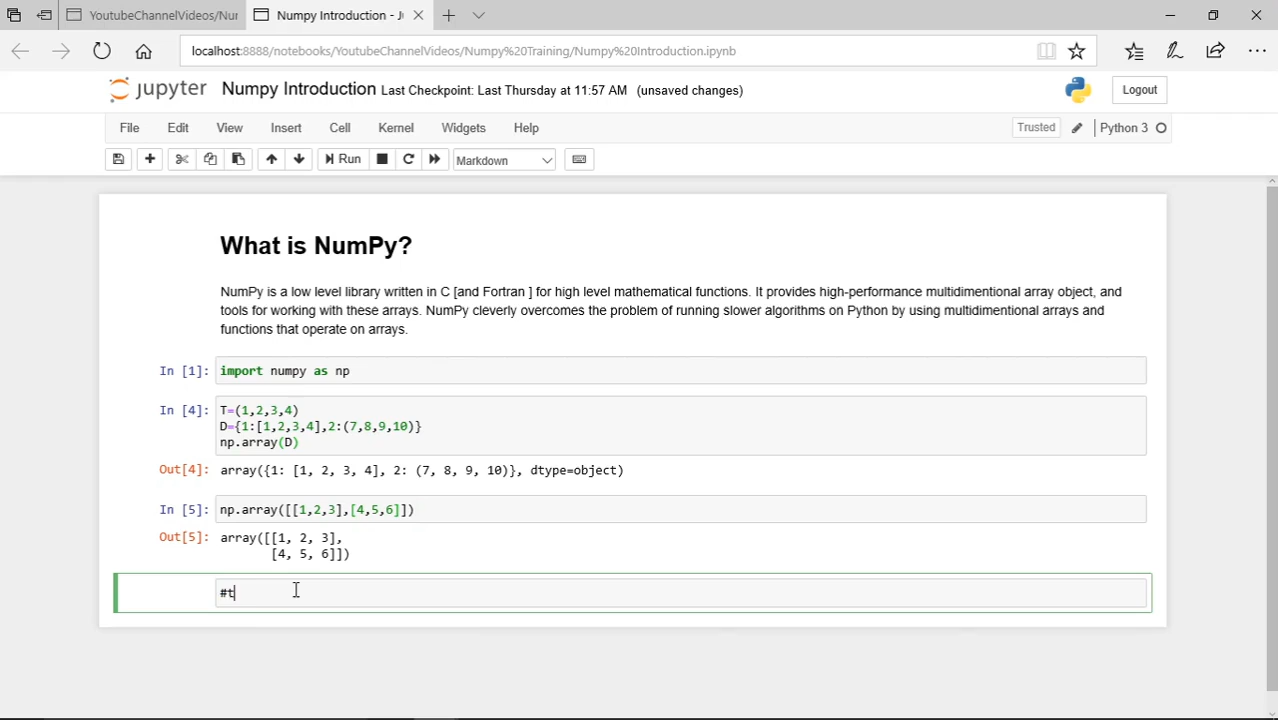 YoutubeChannelVideos/Nur
Numpy Introduction - Ju
localhost:8888/notebooks/YoutubeChannelVideos/Numpy%20Training/Numpy%20Introduction.ipynb
jupyter Numpy Introduction Last Checkpoint: Last Thursday at 11:57 AM (unsaved changes)
Logout
File Edit View Insert Cell Kernel Widgets Help
Trusted Python 3
Run Markdown
What is NumPy?
NumPy is a low level library written in C [and Fortran ] for high level mathematical functions. It provides high-performance multidimentional array object, and
tools for working with these arrays. NumPy cleverly overcomes the problem of running slower algorithms on Python by using multidimentional arrays and
functions that operate on arrays.
In [1]: import numpy as np
In [4]: T=(1,2,3,4)
D={1:[1,2,3,4],2:(7,8,9,10)}
np.array(D)
Out[4]: array({1: [1, 2, 3, 4], 2: (7, 8, 9, 10)}, dtype=object)
In [5]: np.array([[1,2,3],[4,5,6]])
Out[5]: array([[1, 2, 3],
[4, 5, 6]])
#t